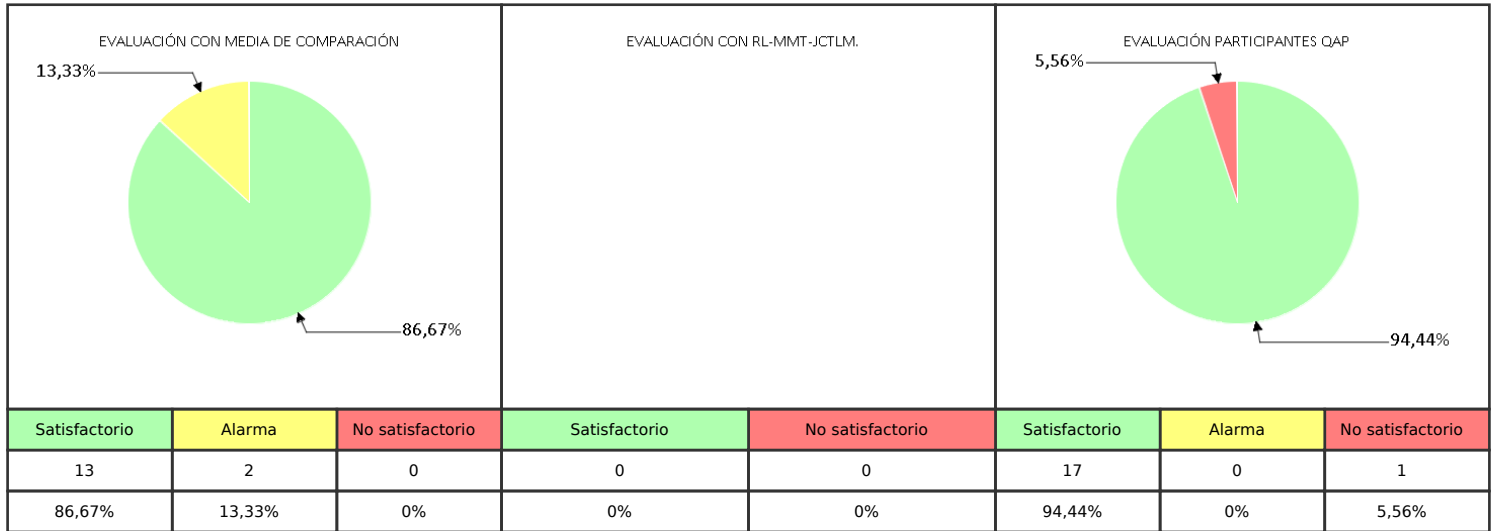 EVALUACIÓN CON MEDIA DE COMPARACIÓN
13,33%
86,67%
EVALUACIÓN CON RL-MMT-JCTLM.
EVALUACIÓN PARTICIPANTES QAP
5,56%
94,44%
Satisfactorio Alarma No satisfactorio Satisfactorio No satisfactorio Satisfactorio Alarma No satisfactorio
13 2 0 0 0 17 0 1
86,67% 13,33% 0% 0% 0% 94,44% 0% 5,56%